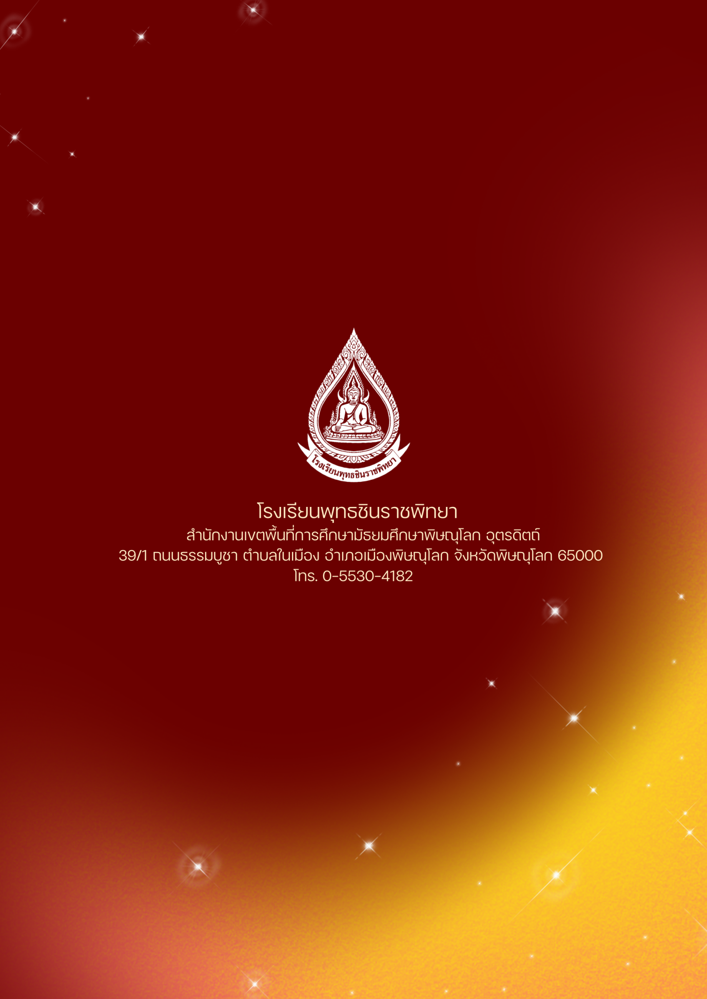 โรงเรียนพุทธชินราชพิทยา
โรงเรียนพุทธชินราชพิทยา
สำนักงานเขตพื้นที่การศึกษามัธยมศึกษาพิษณุโลก อุตรดิตถ์
39/1 ถนนธรรมบูชา ตำบลในเมือง อำเภอเมืองพิษณุโลก จังหวัดพิษณุโลก 65000
โทร. 0-5530-4182